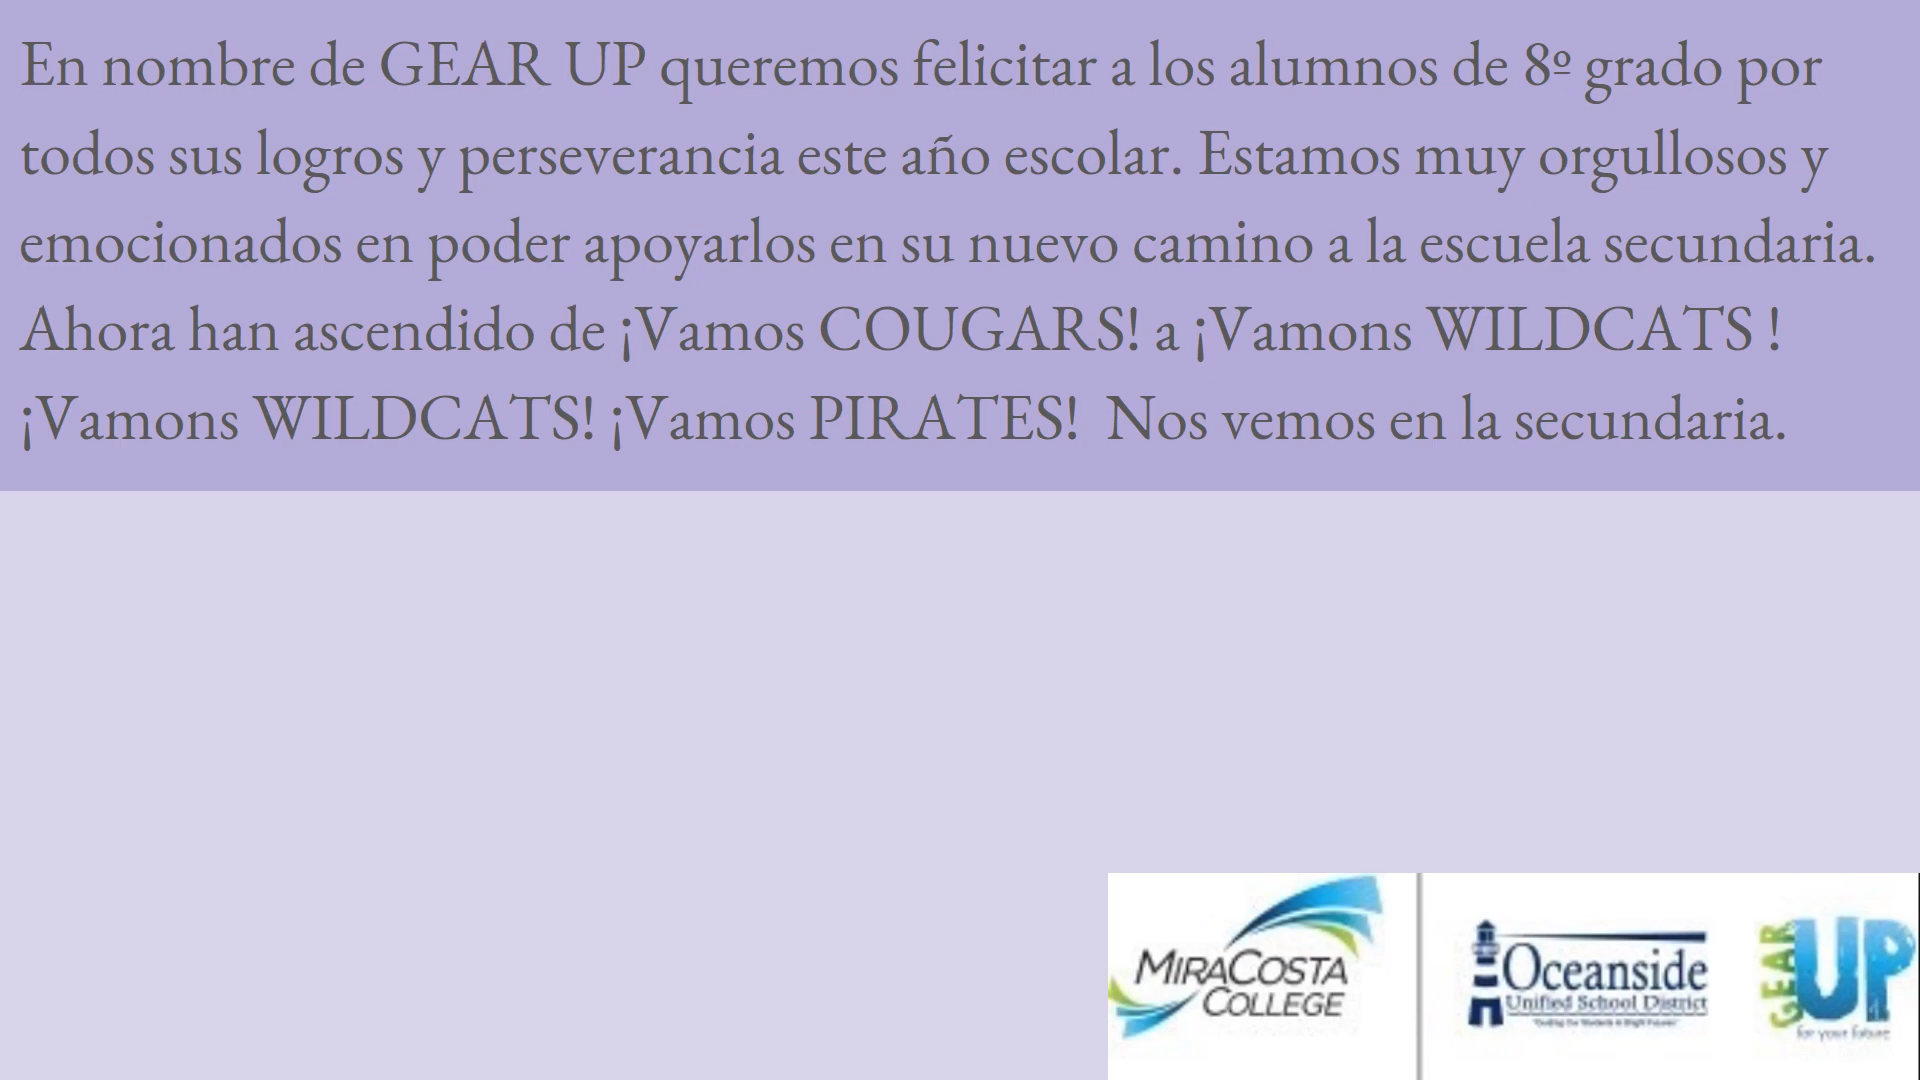 En nombre de GEAR UP queremos felicitar a los alumnos de 8º grado por
todos sus logros y perseverancia este año escolar. Estamos muy orgullosos y
emocionados en poder apoyarlos en su nuevo camino a la escuela secundaria.
Ahora han ascendido de ¡Vamos COUGARS! a ¡Vamons WILDCATS !
¡Vamons WILDCATS! ¡Vamos PIRATES!  Nos vemos en la secundaria.
MIRACOSTA
COLLEGE
Oceanside
Unified School District
GEAR
UP
for your future